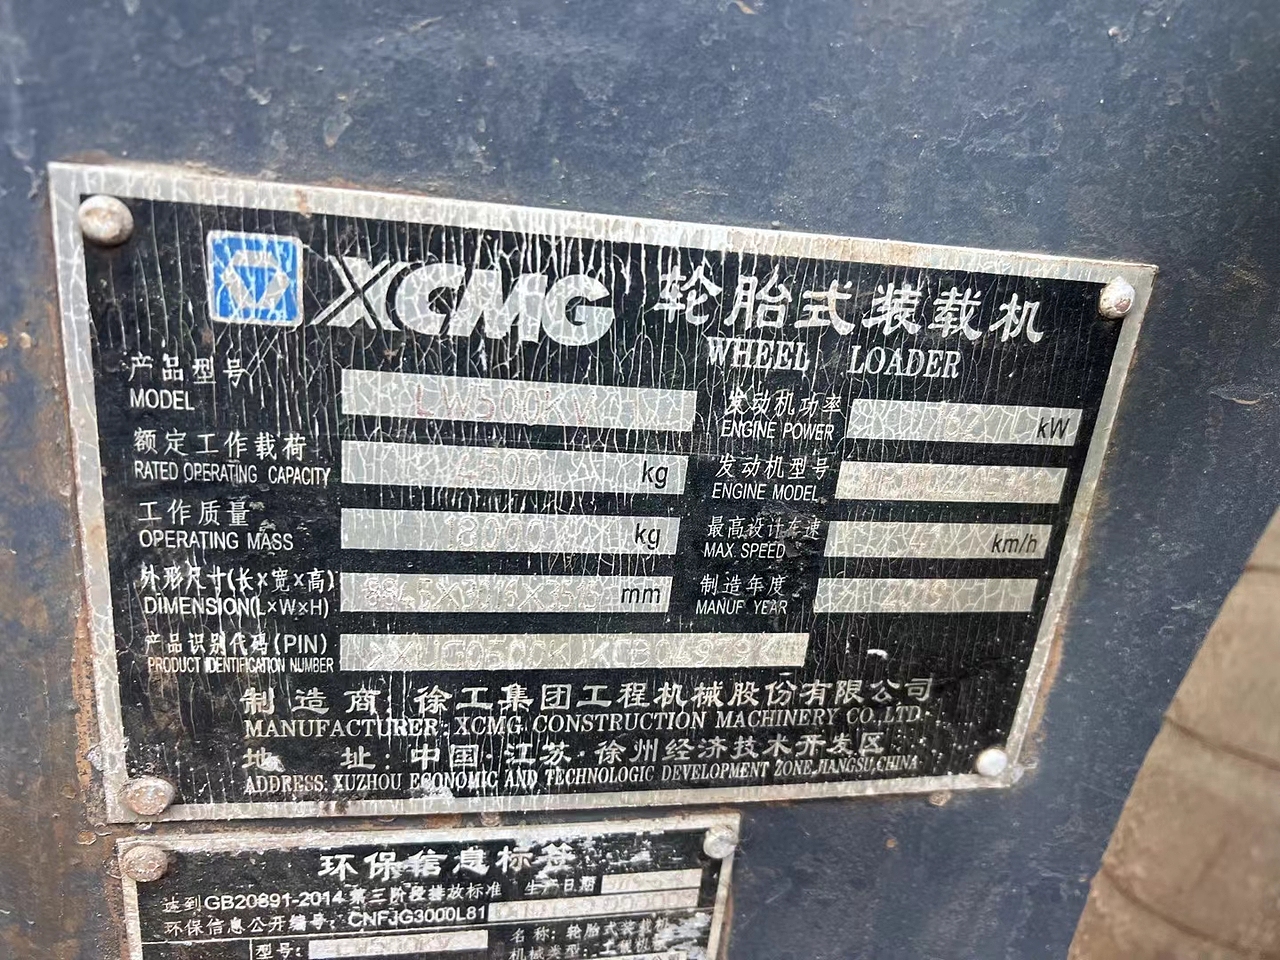 XCMG 轮胎式装载机
WHEEL LOADER
产品型号 LW500KV
MODEL
发动机功率 162 kW
ENGINE POWER
额定工作载荷 4500 kg
RATED OPERATING CAPACITY
发动机型号
ENGINE MODEL
工作质量 18000 kg
OPERATING MASS
最高设计车速 km/h
MAX SPEED
外形尺寸(长×宽×高) mm
DIMENSION(L×W×H)
制造年度 2019
MANUF YEAR
产品识别代码(PIN)
PRODUCT IDENTIFICATION NUMBER
制造商:徐工集团工程机械股份有限公司
MANUFACTURER: XCMG CONSTRUCTION MACHINERY CO.,LTD.
地址:中国·江苏·徐州经济技术开发区
ADDRESS: XUZHOU ECONOMIC AND TECHNOLOGIC DEVELOPMENT ZONE,JIANGSU,CHINA
环保信息标签
达到GB20891-2014第三阶段排放标准 生产日期
环保信息公开编号: CNFJG3000L81
型号: 名称: 轮胎式装载机
机械类型: 工程机械